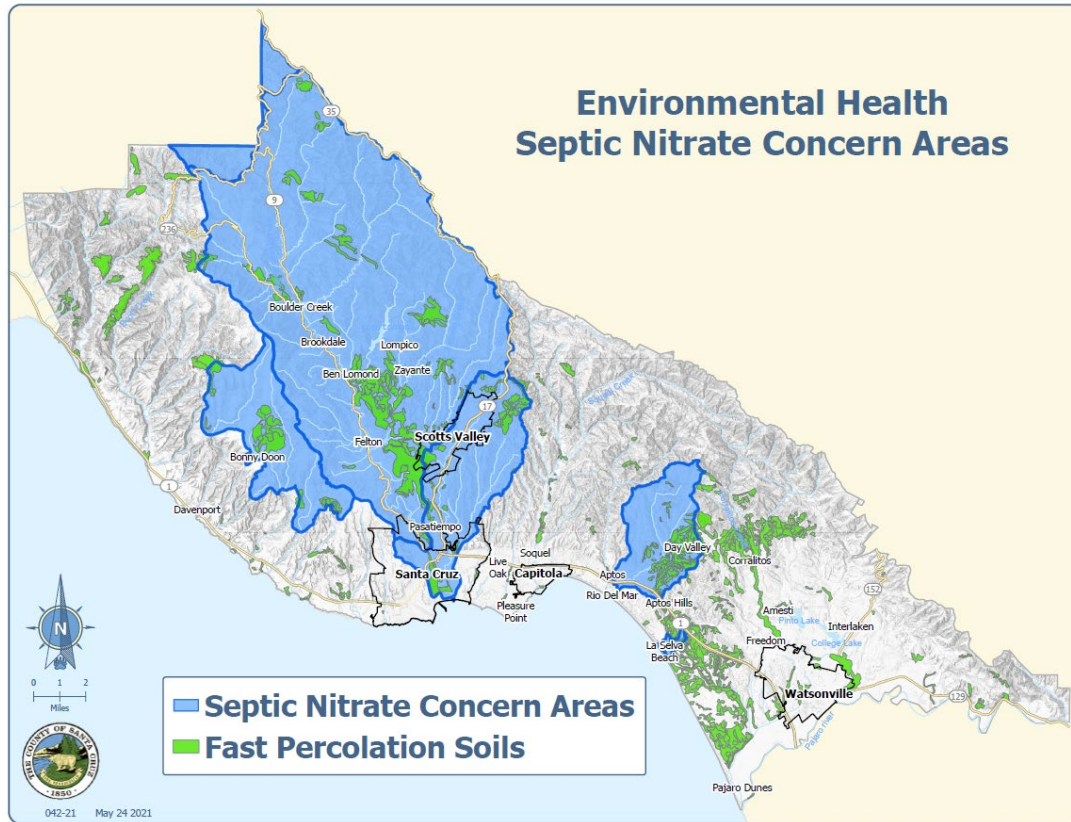 Environmental Health
Septic Nitrate Concern Areas
35
9
236
Boulder Creek
Brookdale
Lompico
Ben Lomond
Zayante
17
Scotts Valley
Felton
Bonny Doon
1
Davenport
Pasatiempo
Santa Cruz
Live
Oak
Soquel
Capitola
Pleasure
Point
Day Valley
Corralitos
Aptos
Rio Del Mar
Aptos Hills
1
La Selva
Beach
152
Amesti
Pinto Lake
Interlaken
College Lake
Freedom
Watsonville
129
Pajaro River
Pajaro Dunes
N
0 1 2
Miles
Septic Nitrate Concern Areas
Fast Percolation Soils
THE COUNTY OF SANTA CRUZ
1850
042-21 May 24 2021